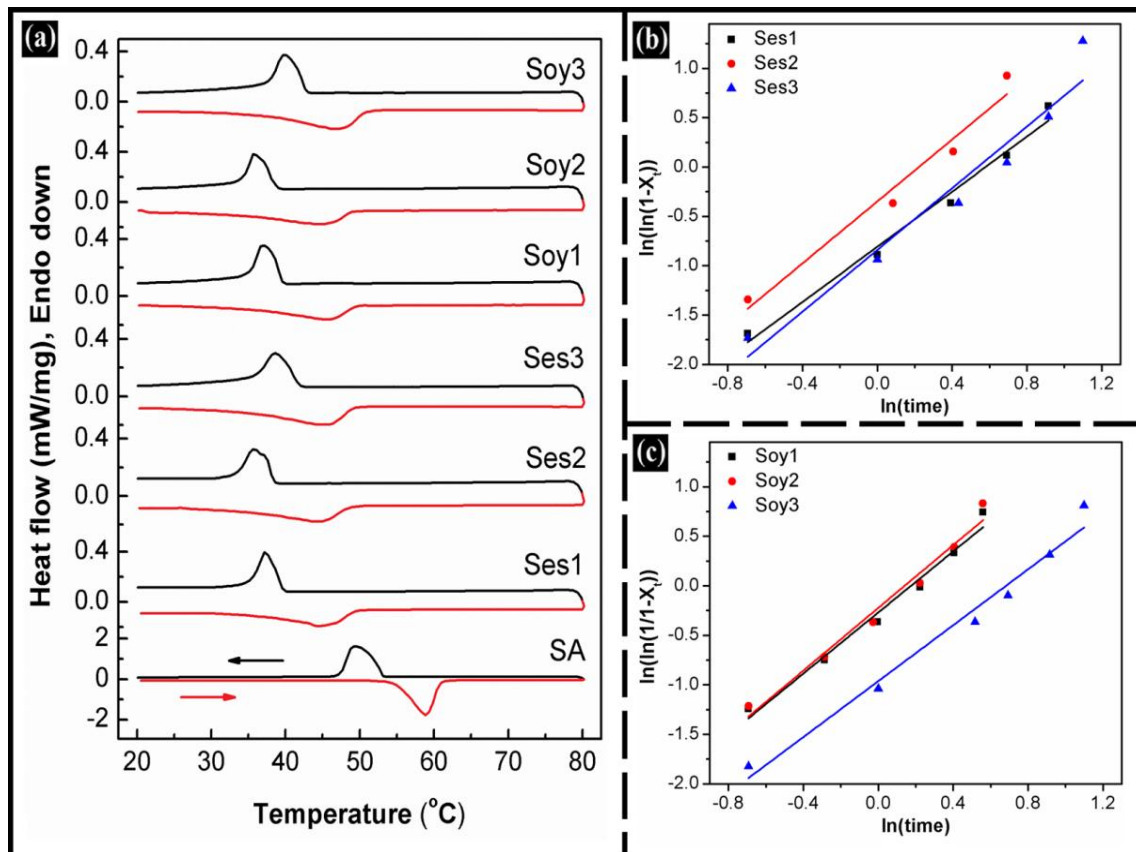 (a)
Heat flow (mW/mg), Endo down
0.4
0.0
Soy3
0.4
0.0
Soy2
0.4
0.0
Soy1
0.4
0.0
Ses3
0.4
0.0
Ses2
0.4
0.0
Ses1
2
0
-2
SA
20 30 40 50 60 70 80
Temperature (°C)
(b)
Ses1
Ses2
Ses3
ln(ln(1-Xt))
1.0
0.5
0.0
-0.5
-1.0
-1.5
-2.0
-0.8 -0.4 0.0 0.4 0.8 1.2
ln(time)
(c)
Soy1
Soy2
Soy3
ln(ln(1/1-Xt))
1.0
0.5
0.0
-0.5
-1.0
-1.5
-2.0
-0.8 -0.4 0.0 0.4 0.8 1.2
ln(time)